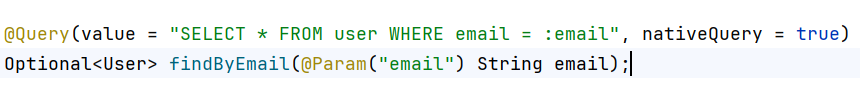 @Query(value = "SELECT * FROM user WHERE email = :email", nativeQuery = true)
Optional<User> findByEmail(@Param("email") String email);